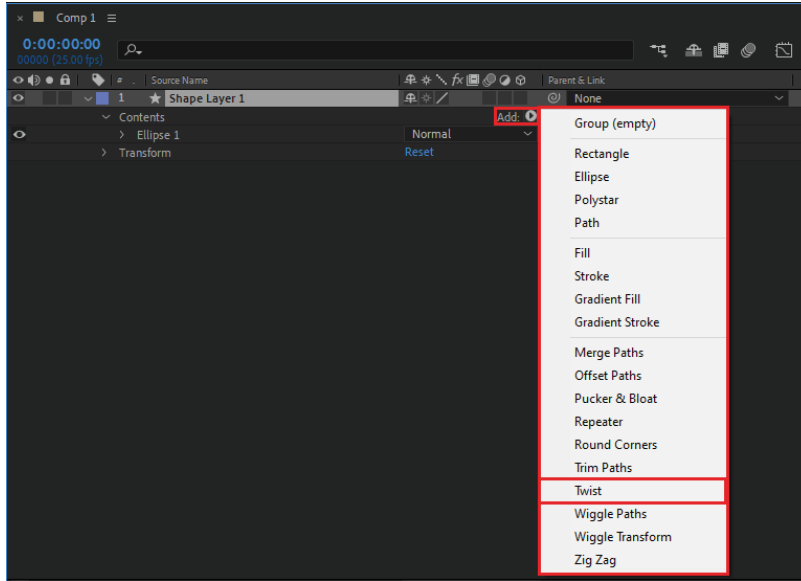 Comp 1
0:00:00:00
00000 (25.00 fps)
# . Source Name Parent & Link
1 Shape Layer 1 None
Contents Add:
Ellipse 1 Normal
Transform Reset
Group (empty)
Rectangle
Ellipse
Polystar
Path
Fill
Stroke
Gradient Fill
Gradient Stroke
Merge Paths
Offset Paths
Pucker & Bloat
Repeater
Round Corners
Trim Paths
Twist
Wiggle Paths
Wiggle Transform
Zig Zag